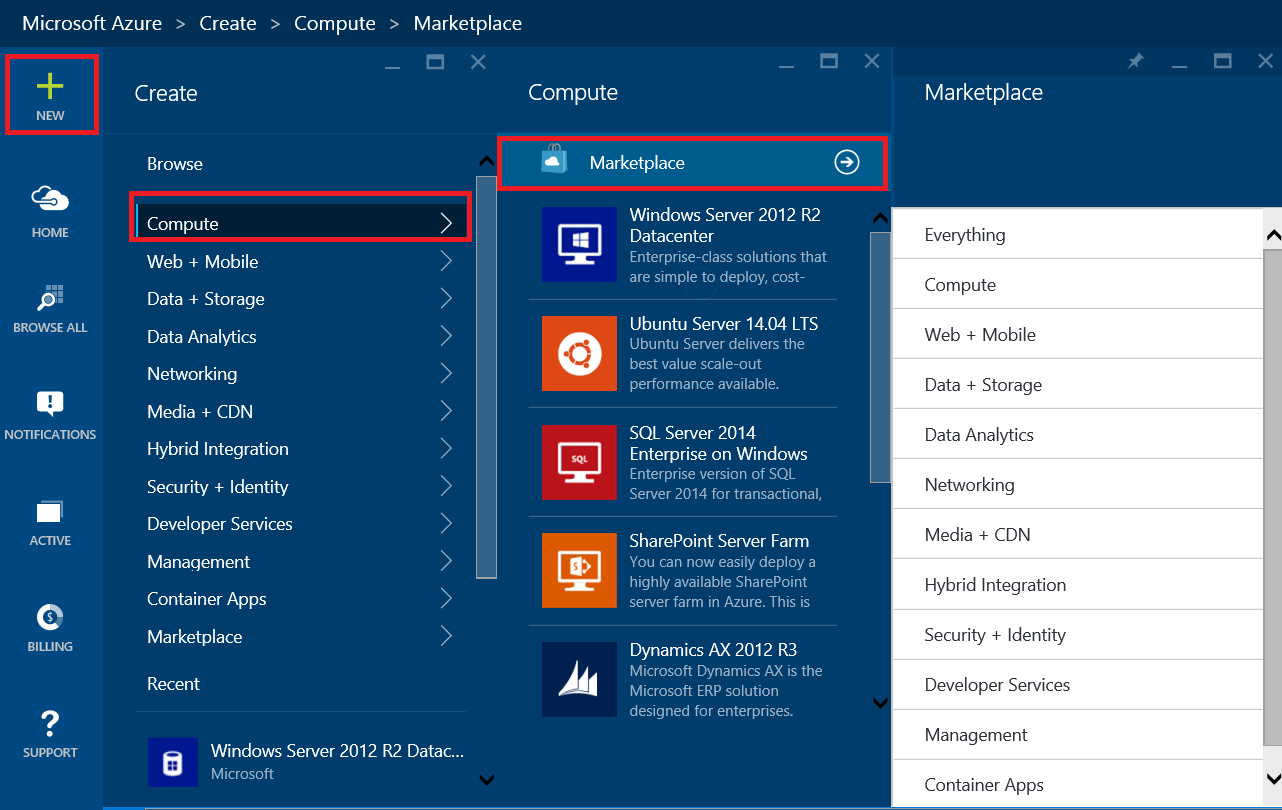 Microsoft Azure > Create > Compute > Marketplace
NEW
HOME
BROWSE ALL
NOTIFICATIONS
ACTIVE
BILLING
SUPPORT
Create
Browse
Compute
Web + Mobile
Data + Storage
Data Analytics
Networking
Media + CDN
Hybrid Integration
Security + Identity
Developer Services
Management
Container Apps
Marketplace
Recent
Windows Server 2012 R2 Datac...
Microsoft
Compute
Marketplace
Windows Server 2012 R2
Datacenter
Enterprise-class solutions that
are simple to deploy, cost-
Ubuntu Server 14.04 LTS
Ubuntu Server delivers the
best value scale-out
performance available.
SQL
SQL Server 2014
Enterprise on Windows
Enterprise version of SQL
Server 2014 for transactional,
S
SharePoint Server Farm
You can now easily deploy a
highly available SharePoint
server farm in Azure. This is
Dynamics AX 2012 R3
Microsoft Dynamics AX is the
Microsoft ERP solution
designed for enterprises.
Marketplace
Everything
Compute
Web + Mobile
Data + Storage
Data Analytics
Networking
Media + CDN
Hybrid Integration
Security + Identity
Developer Services
Management
Container Apps